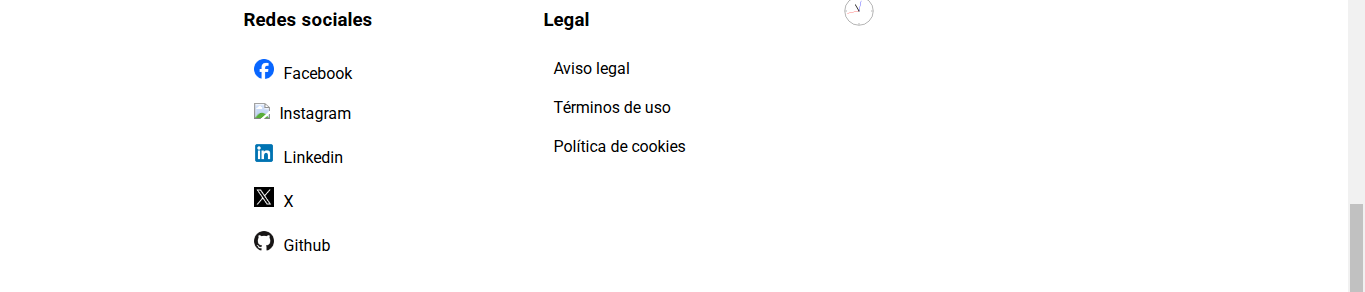 Redes sociales
Facebook
Instagram
Linkedin
X
Github
Legal
Aviso legal
Términos de uso
Política de cookies